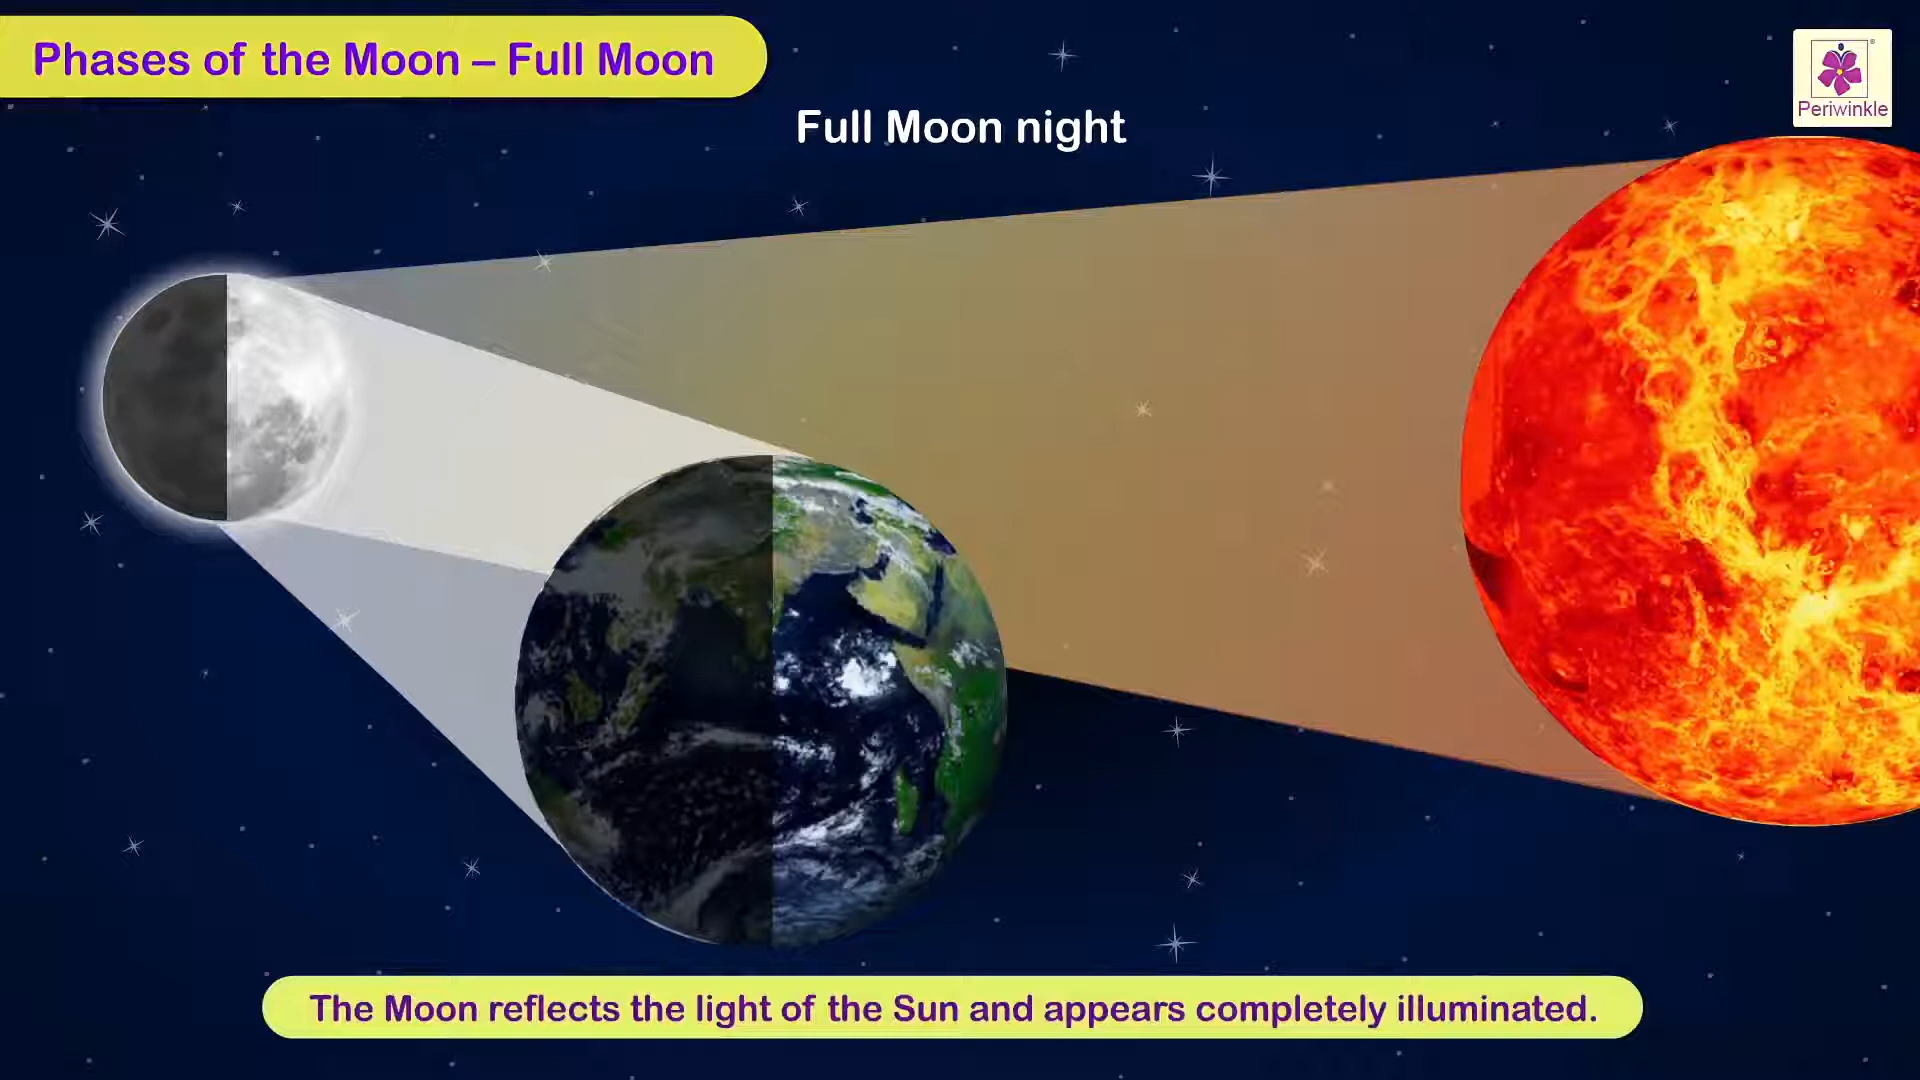 Phases of the Moon – Full Moon
Full Moon night
Periwinkle
The Moon reflects the light of the Sun and appears completely illuminated.